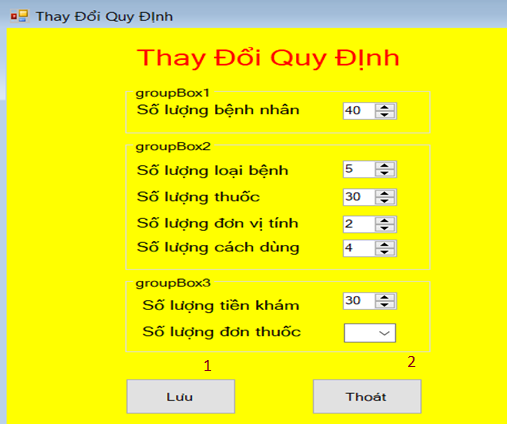 Thay Đổi Quy ĐỊnh
Thay Đổi Quy ĐỊnh
groupBox1
Số lượng bệnh nhân 40
groupBox2
Số lượng loại bệnh 5
Số lượng thuốc 30
Số lượng đơn vị tính 2
Số lượng cách dùng 4
groupBox3
Số lượng tiền khám 30
Số lượng đơn thuốc
1 2
Lưu Thoát